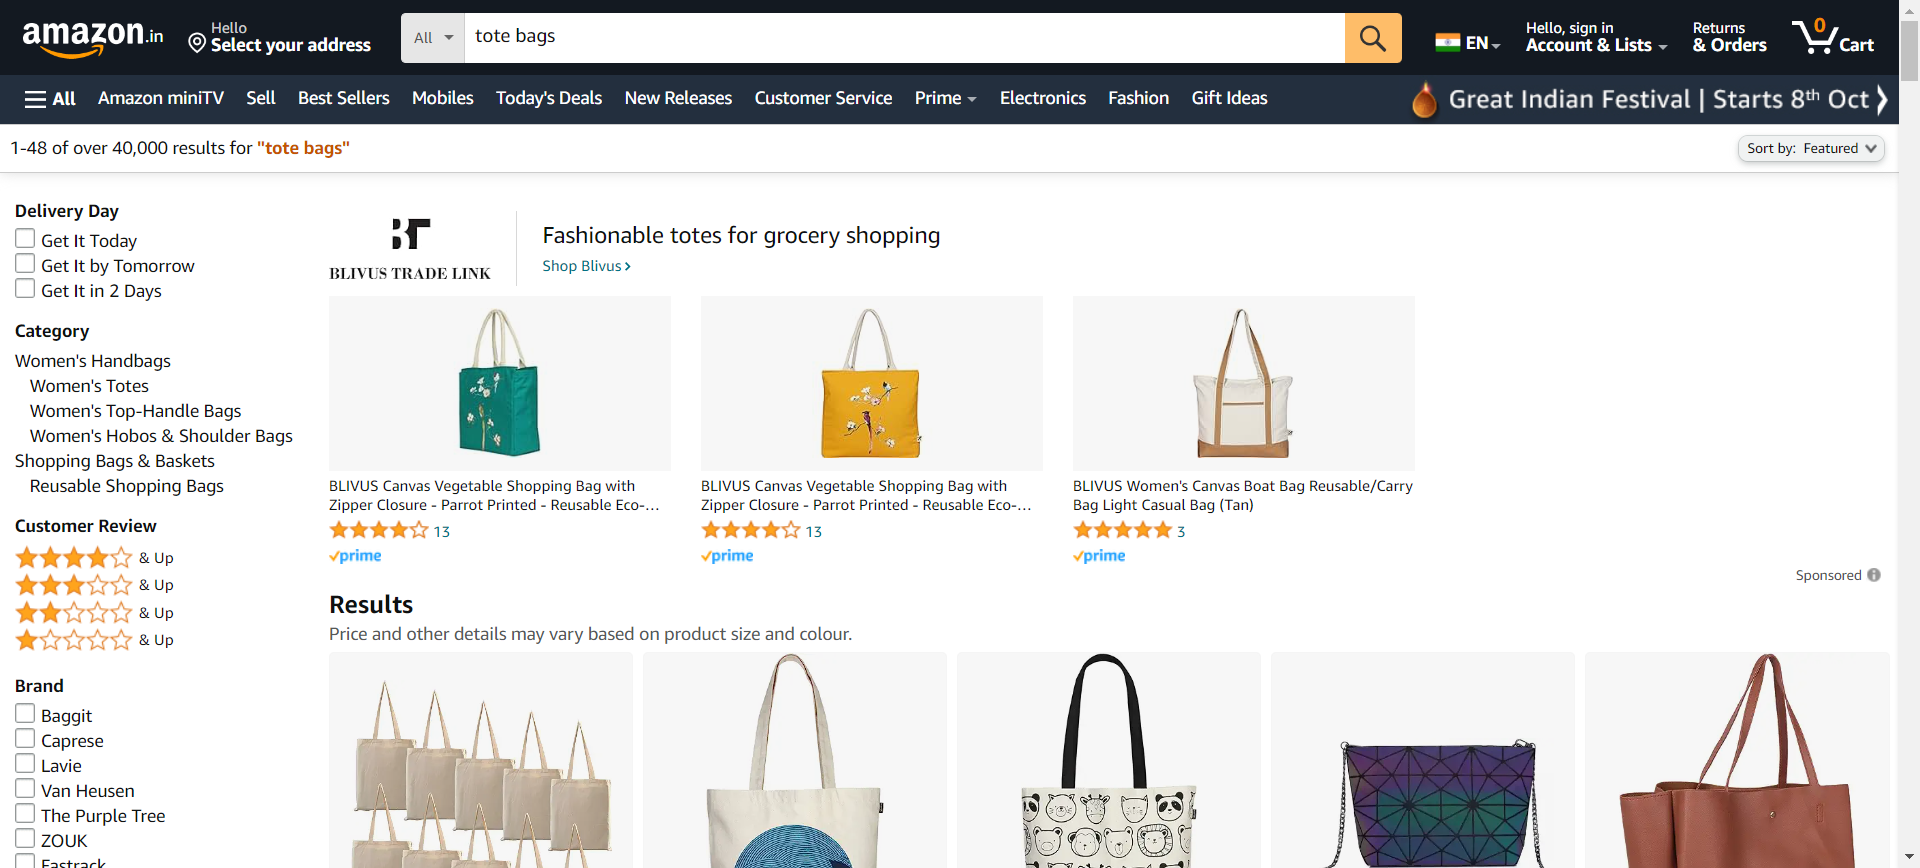 amazon.in
Hello
Select your address
All
tote bags
EN
Hello, sign in
Account & Lists
Returns
& Orders
0
Cart
All
Amazon miniTV
Sell
Best Sellers
Mobiles
Today's Deals
New Releases
Customer Service
Prime
Electronics
Fashion
Gift Ideas
Great Indian Festival | Starts 8th Oct
1-48 of over 40,000 results for "tote bags"
Sort by: Featured
Delivery Day
Get It Today
Get It by Tomorrow
Get It in 2 Days
Category
Women's Handbags
Women's Totes
Women's Top-Handle Bags
Women's Hobos & Shoulder Bags
Shopping Bags & Baskets
Reusable Shopping Bags
Customer Review
& Up
& Up
& Up
& Up
Brand
Baggit
Caprese
Lavie
Van Heusen
The Purple Tree
ZOUK
Fastrack
BT
BLIVUS TRADE LINK
Fashionable totes for grocery shopping
Shop Blivus
BLIVUS Canvas Vegetable Shopping Bag with
Zipper Closure - Parrot Printed - Reusable Eco-…
13
prime
BLIVUS Canvas Vegetable Shopping Bag with
Zipper Closure - Parrot Printed - Reusable Eco-…
13
prime
BLIVUS Women's Canvas Boat Bag Reusable/Carry
Bag Light Casual Bag (Tan)
3
prime
Sponsored
Results
Price and other details may vary based on product size and colour.